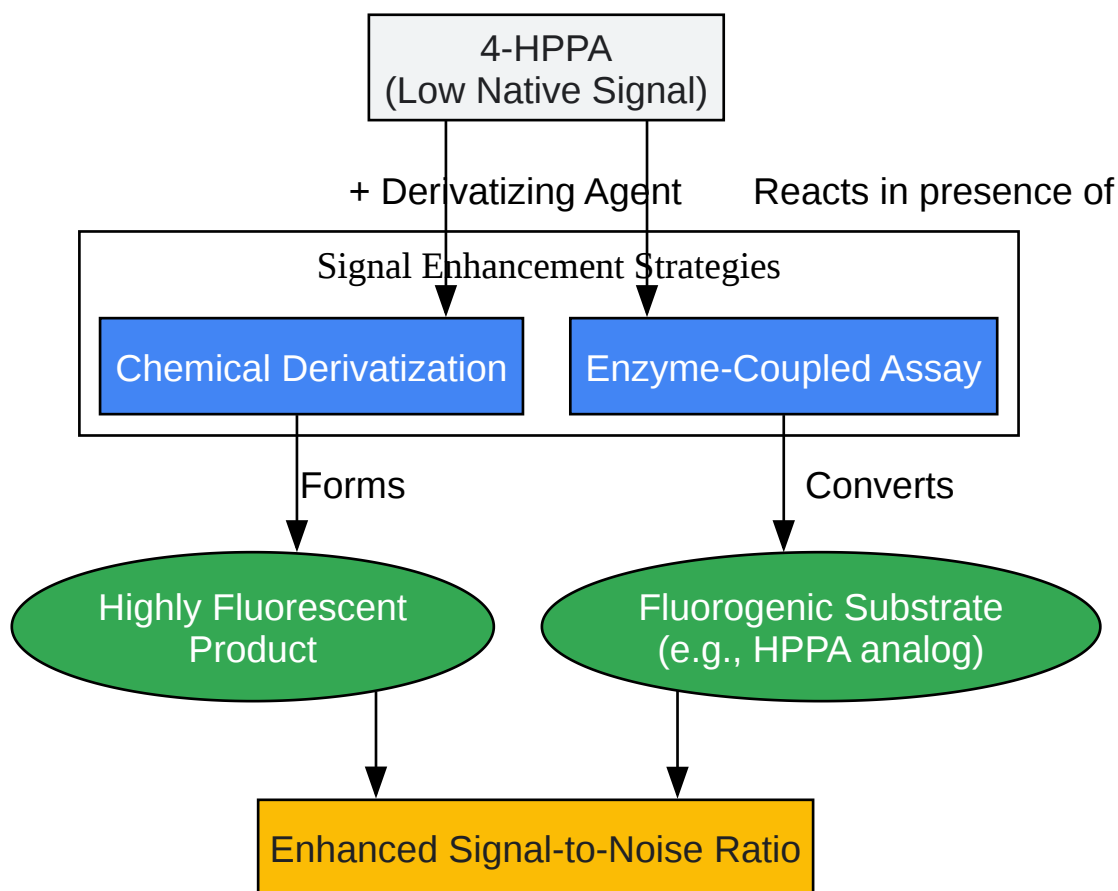 4-HPPA
(Low Native Signal)
+ Derivatizing Agent
Reacts in presence of
Signal Enhancement Strategies
Chemical Derivatization
Enzyme-Coupled Assay
Forms
Converts
Highly Fluorescent
Product
Fluorogenic Substrate
(e.g., HPPA analog)
Enhanced Signal-to-Noise Ratio